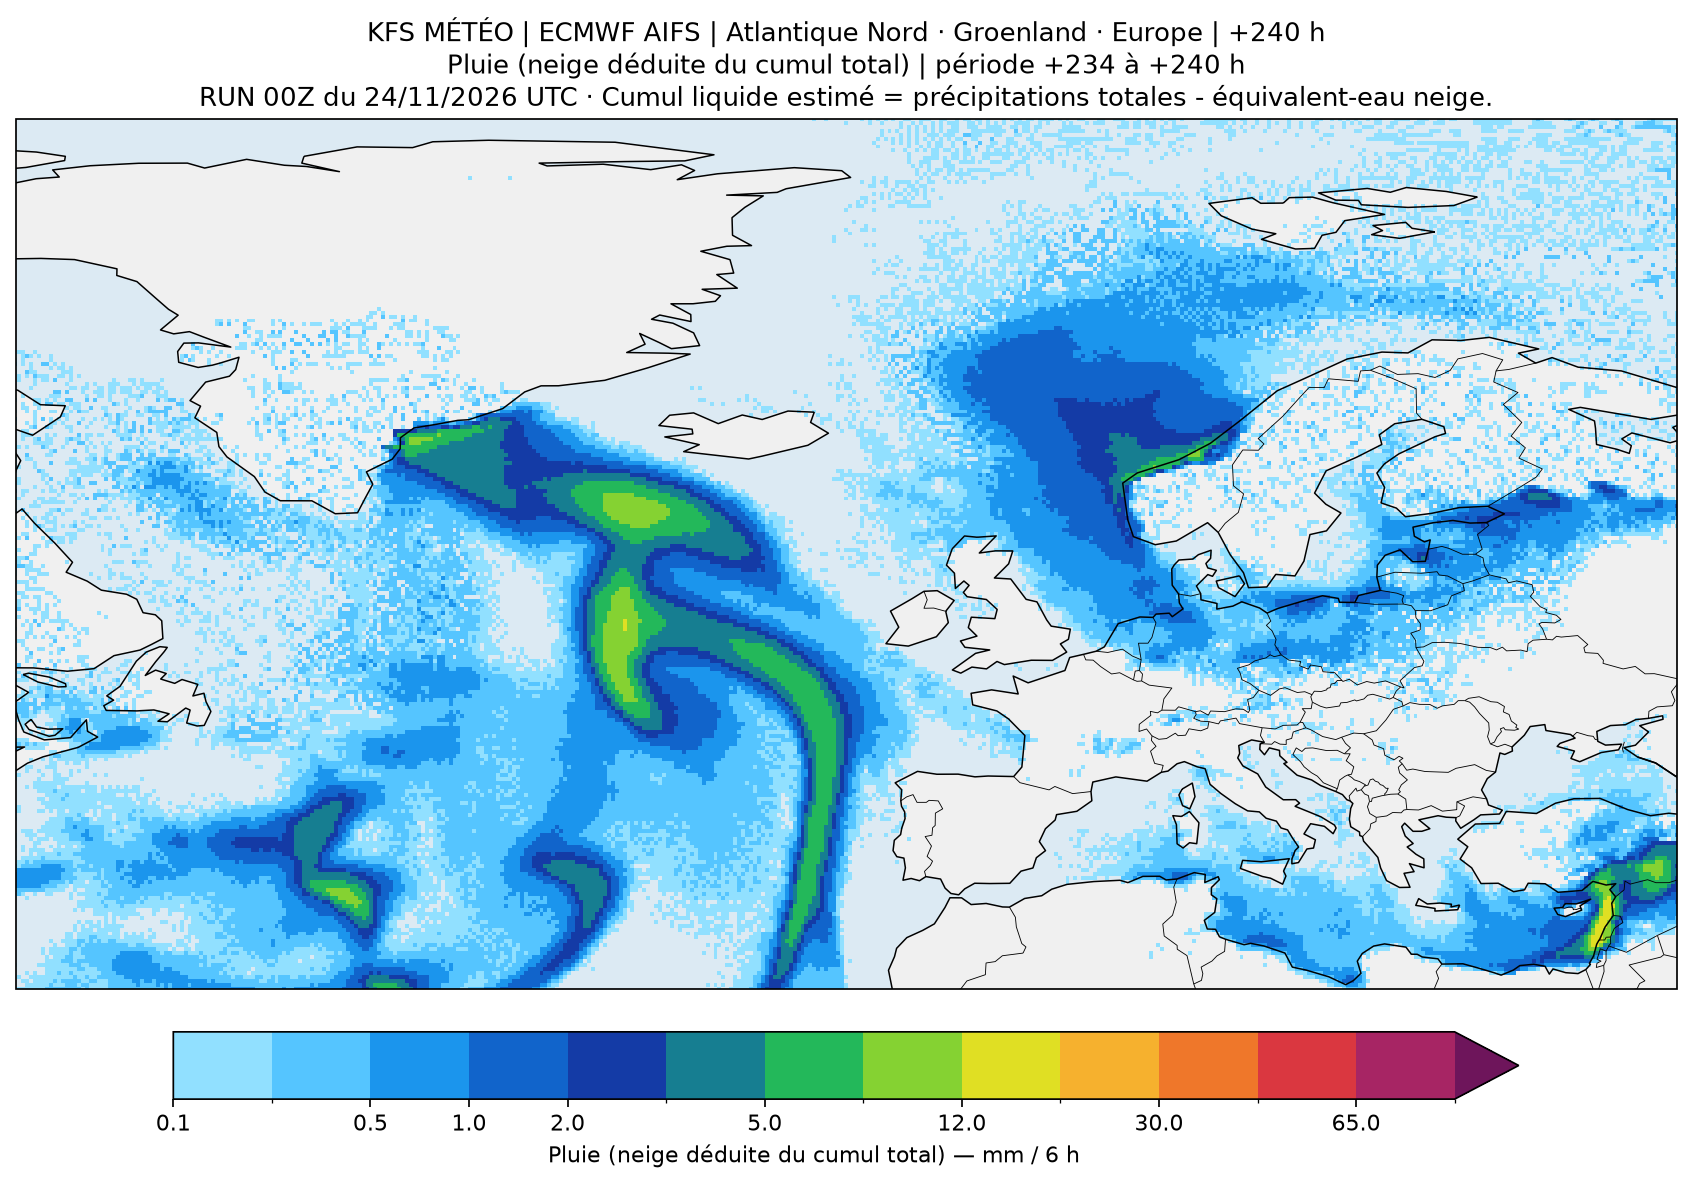 KFS MÉTÉO | ECMWF AIFS | Atlantique Nord · Groenland · Europe | +240 h
Pluie (neige déduite du cumul total) | période +234 à +240 h
RUN 00Z du 24/11/2026 UTC · Cumul liquide estimé = précipitations totales - équivalent-eau neige.
0.1 0.5 1.0 2.0 5.0 12.0 30.0 65.0
Pluie (neige déduite du cumul total) — mm / 6 h